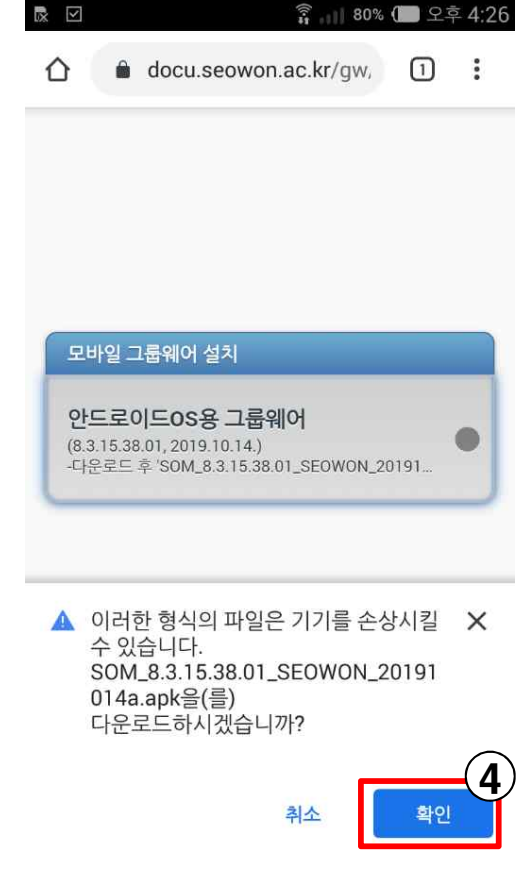 80% 오후 4:26
docu.seowon.ac.kr/gw/
1
모바일 그룹웨어 설치
안드로이드OS용 그룹웨어
(8.3.15.38.01, 2019.10.14.)
-다운로드 후 'SOM_8.3.15.38.01_SEOWON_20191...
이러한 형식의 파일은 기기를 손상시킬
수 있습니다.
SOM_8.3.15.38.01_SEOWON_20191
014a.apk을(를)
다운로드하시겠습니까?
4
취소 확인